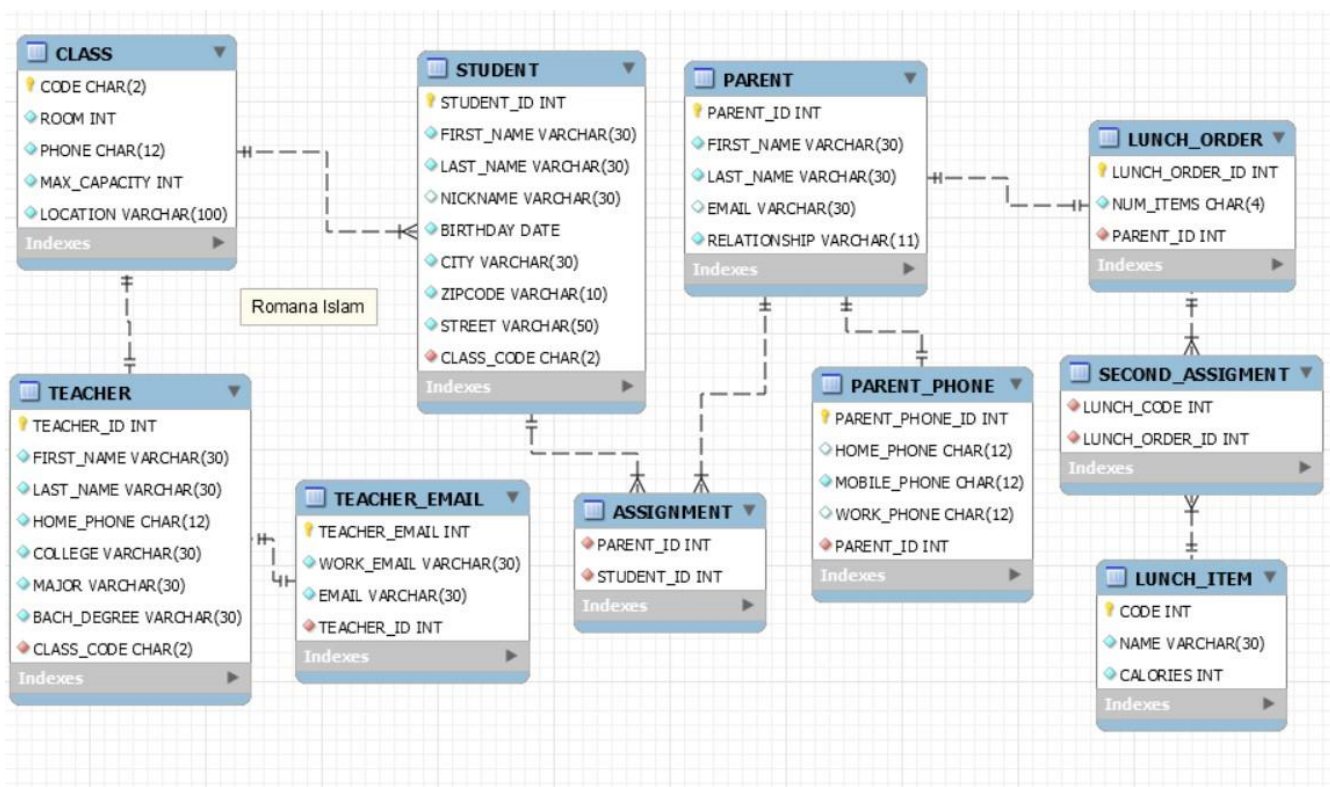 CLASS
CODE CHAR(2)
ROOM INT
PHONE CHAR(12)
MAX_CAPACITY INT
LOCATION VARCHAR(100)
Indexes
STUDENT
STUDENT_ID INT
FIRST_NAME VARCHAR(30)
LAST_NAME VARCHAR(30)
NICKNAME VARCHAR(30)
BIRTHDAY DATE
CITY VARCHAR(30)
ZIPCODE VARCHAR(10)
STREET VARCHAR(50)
CLASS_CODE CHAR(2)
Indexes
PARENT
PARENT_ID INT
FIRST_NAME VARCHAR(30)
LAST_NAME VARCHAR(30)
EMAIL VARCHAR(30)
RELATIONSHIP VARCHAR(11)
Indexes
LUNCH_ORDER
LUNCH_ORDER_ID INT
NUM_ITEMS CHAR(4)
PARENT_ID INT
Indexes
Romana Islam
TEACHER
TEACHER_ID INT
FIRST_NAME VARCHAR(30)
LAST_NAME VARCHAR(30)
HOME_PHONE CHAR(12)
COLLEGE VARCHAR(30)
MAJOR VARCHAR(30)
BACH_DEGREE VARCHAR(30)
CLASS_CODE CHAR(2)
Indexes
TEACHER_EMAIL
TEACHER_EMAIL INT
WORK_EMAIL VARCHAR(30)
EMAIL VARCHAR(30)
TEACHER_ID INT
Indexes
ASSIGNMENT
PARENT_ID INT
STUDENT_ID INT
Indexes
PARENT_PHONE
PARENT_PHONE_ID INT
HOME_PHONE CHAR(12)
MOBILE_PHONE CHAR(12)
WORK_PHONE CHAR(12)
PARENT_ID INT
Indexes
SECOND_ASSIGMENT
LUNCH_CODE INT
LUNCH_ORDER_ID INT
Indexes
LUNCH_ITEM
CODE INT
NAME VARCHAR(30)
CALORIES INT
Indexes